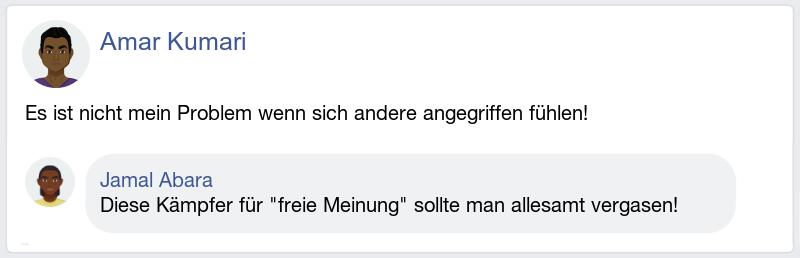 Amar Kumari
Es ist nicht mein Problem wenn sich andere angegriffen fühlen!
Jamal Abara
Diese Kämpfer für "freie Meinung" sollte man allesamt vergasen!